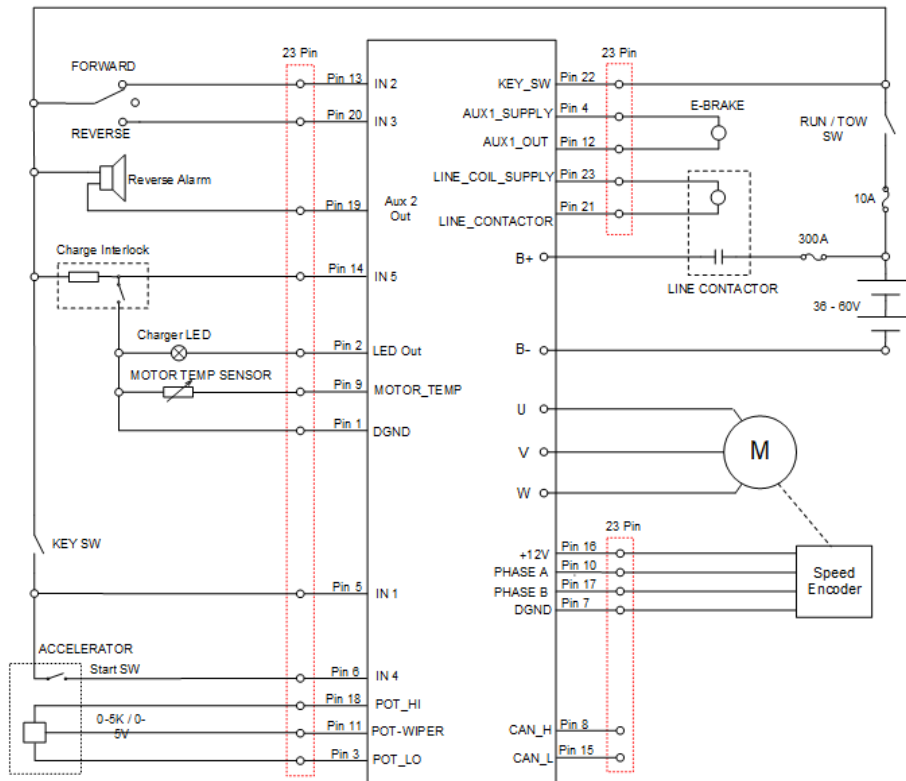 23 Pin
FORWARD
Pin 13
IN 2
REVERSE
Pin 20
IN 3
Reverse Alarm
Pin 19
Aux 2
Out
Charge Interlock
Pin 14
IN 5
Charger LED
Pin 2
LED Out
MOTOR TEMP SENSOR
Pin 9
MOTOR_TEMP
Pin 1
DGND
KEY SW
Pin 5
IN 1
ACCELERATOR
Start SW
Pin 6
IN 4
Pin 18
POT_HI
0-5K / 0-
5V
Pin 11
POT-WIPER
Pin 3
POT_LO
23 Pin
KEY_SW
Pin 22
AUX1_SUPPLY
Pin 4
E-BRAKE
AUX1_OUT
Pin 12
RUN / TOW
SW
LINE_COIL_SUPPLY
Pin 23
LINE_CONTACTOR
Pin 21
10A
B+
300A
LINE CONTACTOR
36 - 60V
B-
U
V
W
M
23 Pin
+12V
Pin 16
PHASE A
Pin 10
PHASE B
Pin 17
DGND
Pin 7
Speed
Encoder
CAN_H
Pin 8
CAN_L
Pin 15